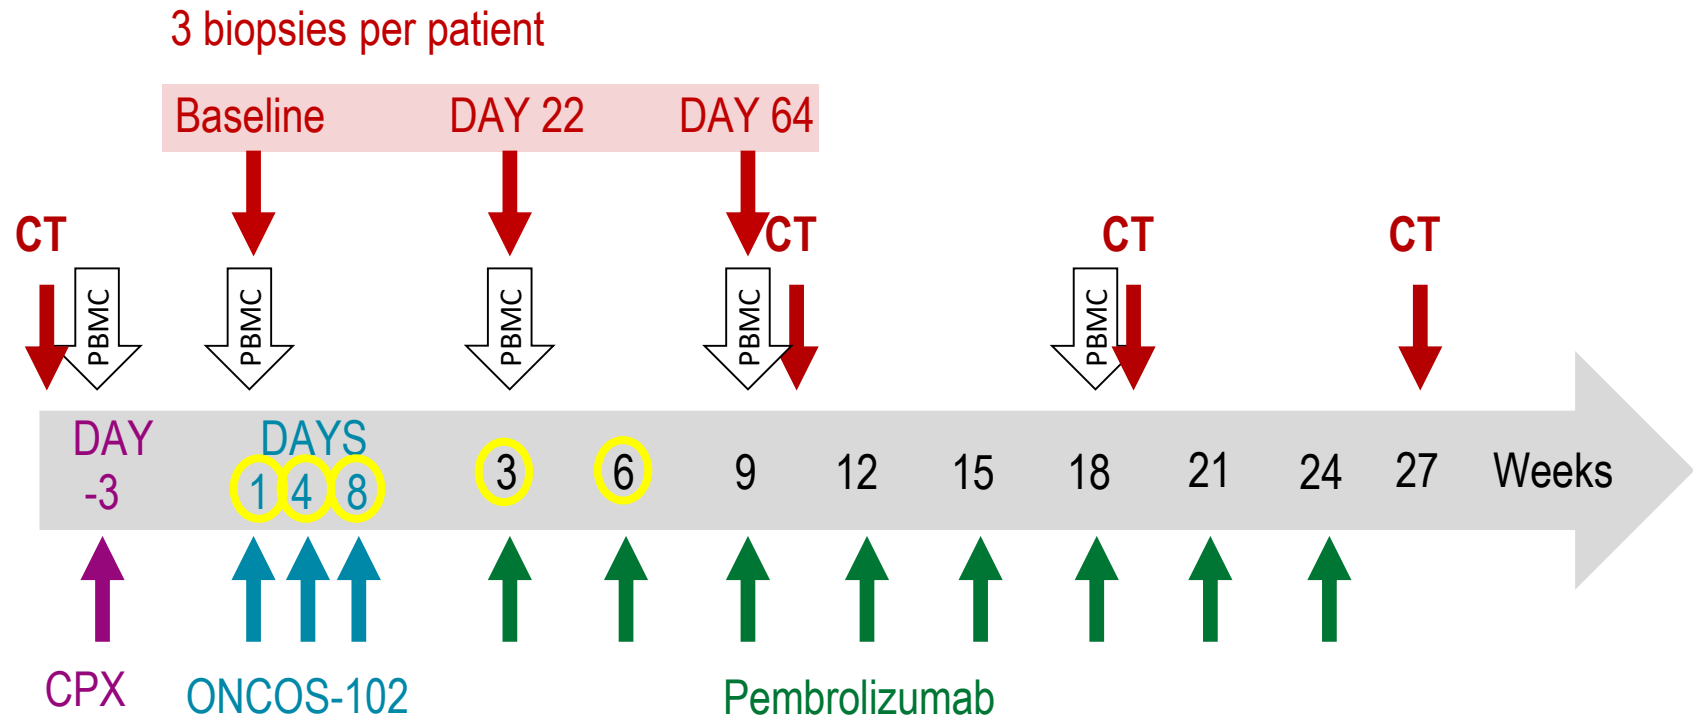 3 biopsies per patient
Baseline DAY 22 DAY 64
CT CT CT CT
PBMC PBMC PBMC PBMC PBMC
DAY DAYS
-3 1 4 8 3 6 9 12 15 18 21 24 27 Weeks
CPX ONCOS-102 Pembrolizumab